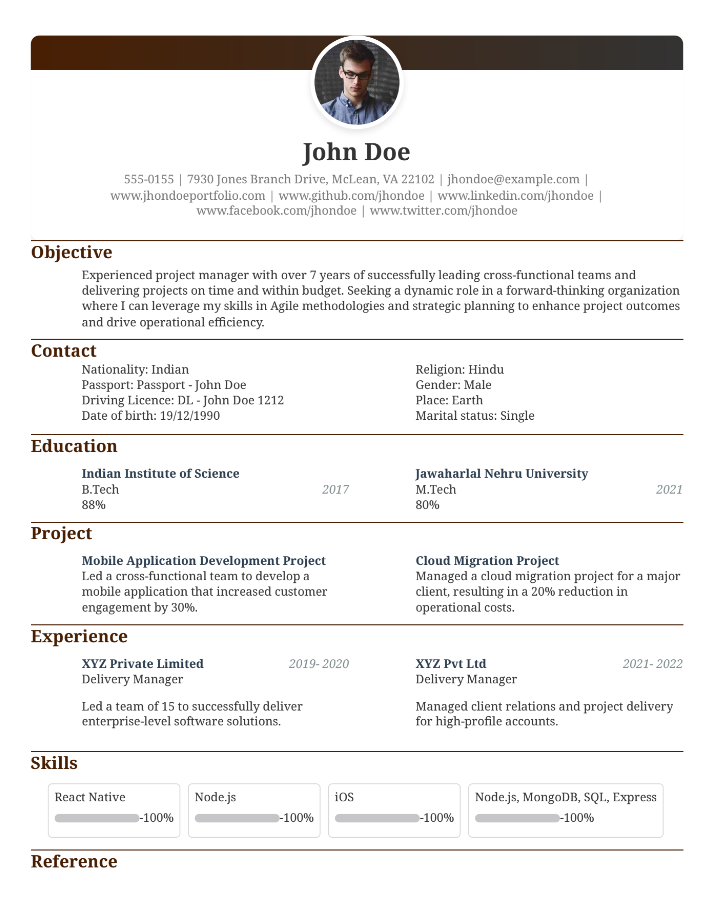 John Doe
555-0155 | 7930 Jones Branch Drive, McLean, VA 22102 | jhondoe@example.com |
www.jhondoeportfolio.com | www.github.com/jhondoe | www.linkedin.com/jhondoe |
www.facebook.com/jhondoe | www.twitter.com/jhondoe
Objective
Experienced project manager with over 7 years of successfully leading cross-functional teams and
delivering projects on time and within budget. Seeking a dynamic role in a forward-thinking organization
where I can leverage my skills in Agile methodologies and strategic planning to enhance project outcomes
and drive operational efficiency.
Contact
Nationality: Indian
Passport: Passport - John Doe
Driving Licence: DL - John Doe 1212
Date of birth: 19/12/1990
Religion: Hindu
Gender: Male
Place: Earth
Marital status: Single
Education
Indian Institute of Science
B.Tech 2017
88%
Jawaharlal Nehru University
M.Tech 2021
80%
Project
Mobile Application Development Project
Led a cross-functional team to develop a
mobile application that increased customer
engagement by 30%.
Cloud Migration Project
Managed a cloud migration project for a major
client, resulting in a 20% reduction in
operational costs.
Experience
XYZ Private Limited 2019- 2020
Delivery Manager
Led a team of 15 to successfully deliver
enterprise-level software solutions.
XYZ Pvt Ltd 2021- 2022
Delivery Manager
Managed client relations and project delivery
for high-profile accounts.
Skills
React Native
-100%
Node.js
-100%
iOS
-100%
Node.js, MongoDB, SQL, Express
-100%
Reference